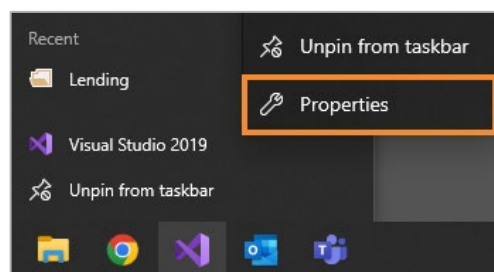 Recent
Lending
Visual Studio 2019
Unpin from taskbar
Unpin from taskbar
Properties